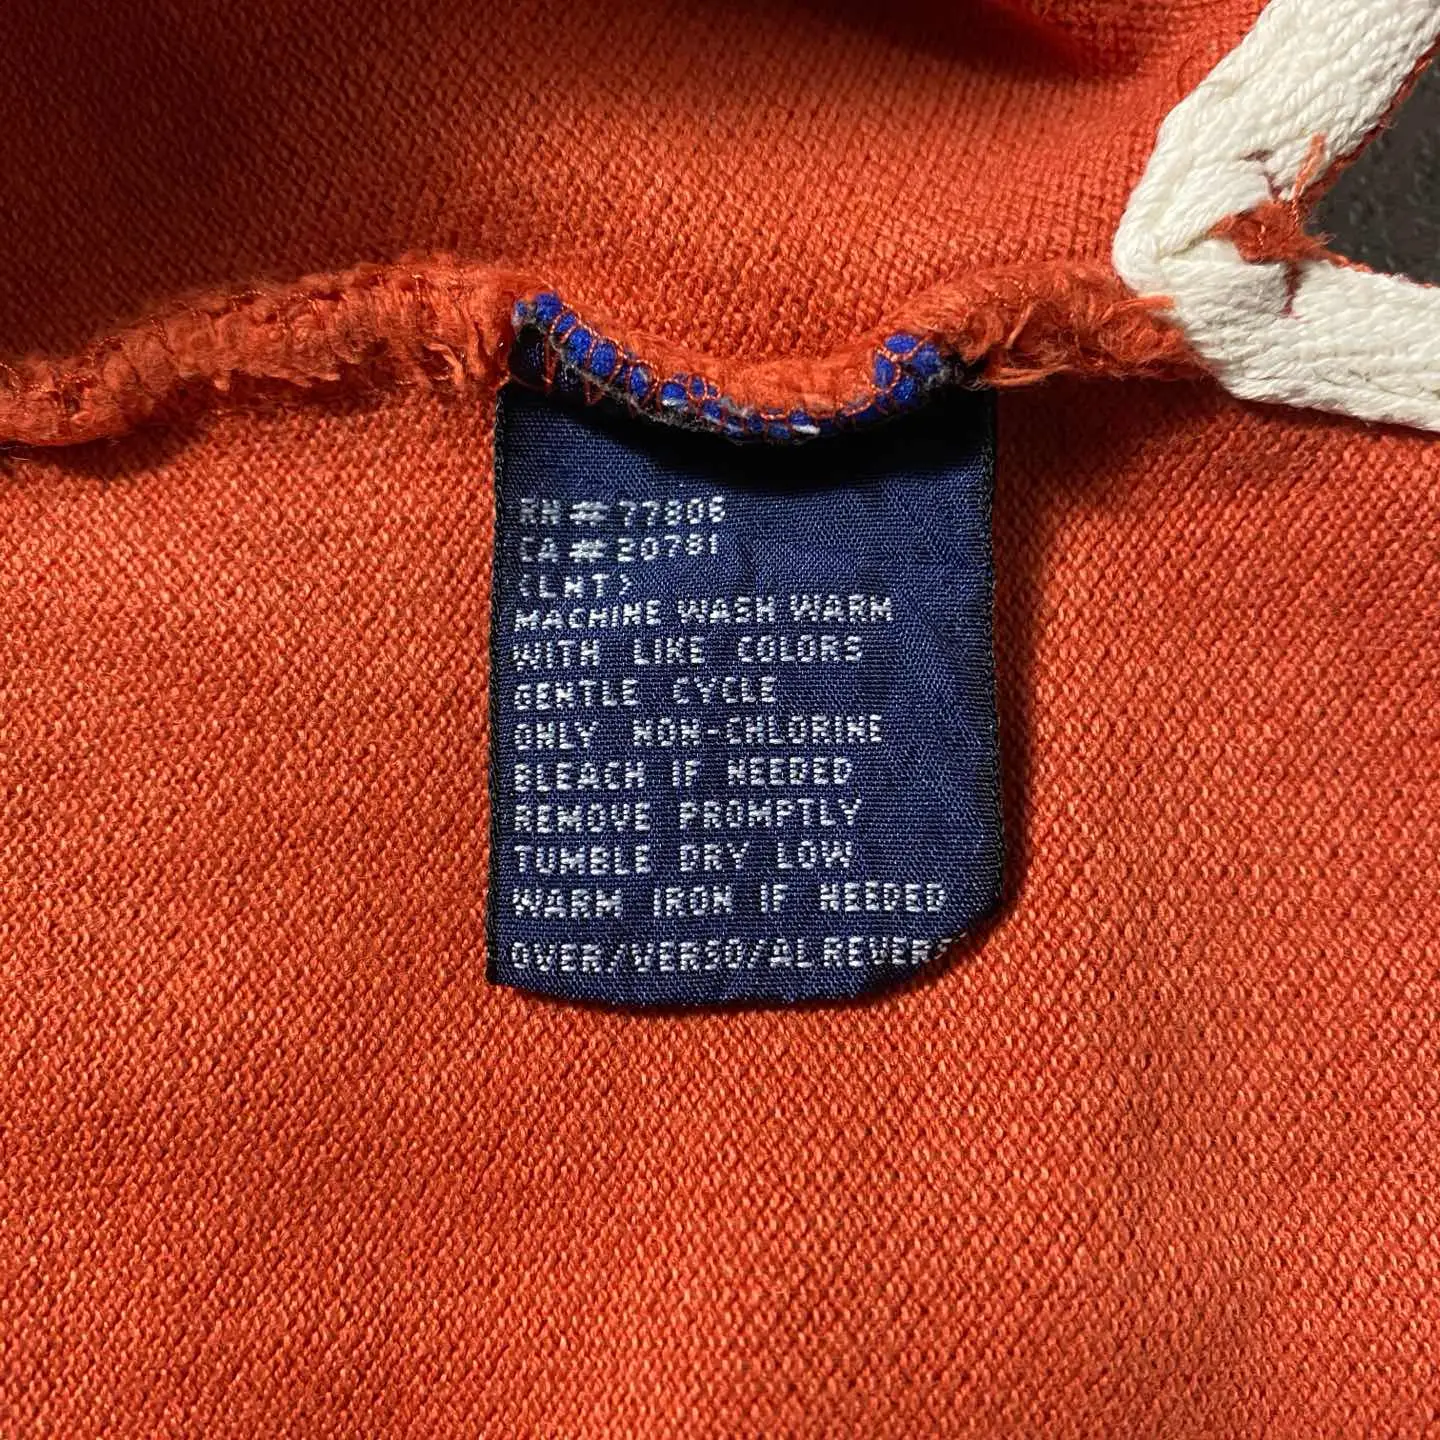 RN # 77806
CA # 20781
(LNT)
MACHINE WASH WARM
WITH LIKE COLORS
GENTLE CYCLE
ONLY NON-CHLORINE
BLEACH IF NEEDED
REMOVE PROMPTLY
TUMBLE DRY LOW
WARM IRON IF NEEDED
OVER/VERSO/AL REVERS